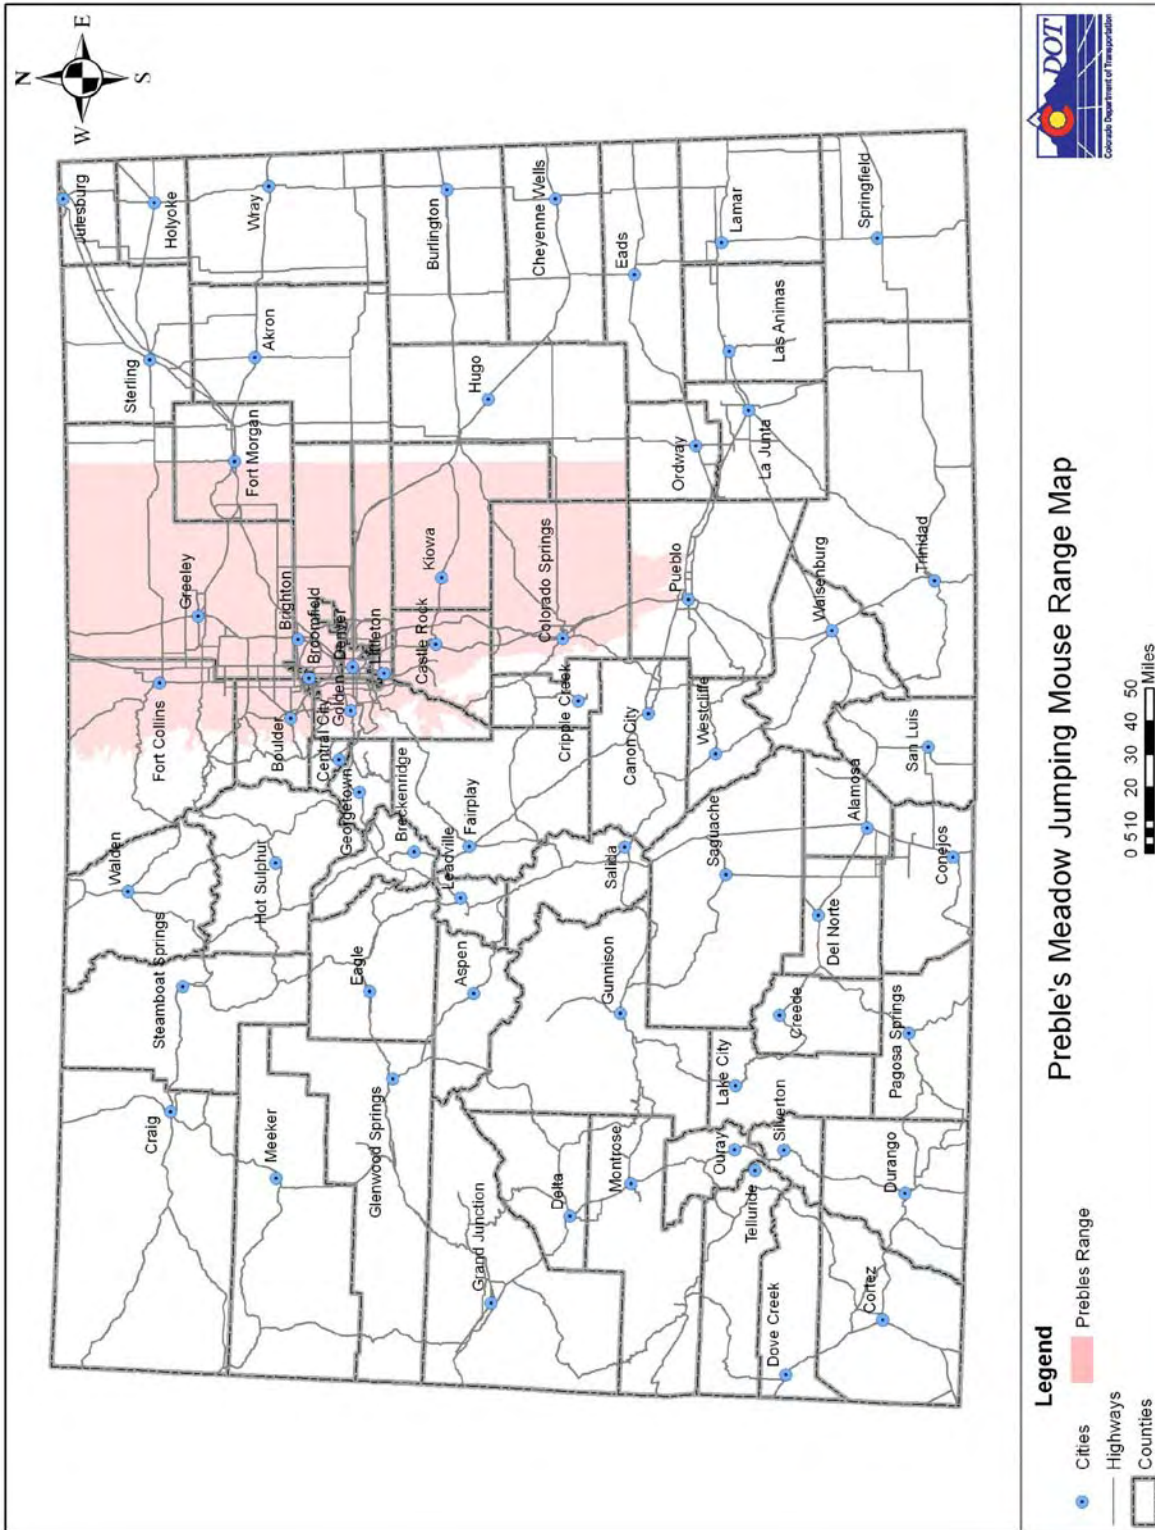 N
E
W
S
Julesburg
Holyoke
Sterling
Walden
Fort Collins
Greeley
Steamboat Springs
Craig
Wray
Akron
Fort Morgan
Hot Sulphur
Meeker
Boulder
Brighton
Broomfield
Central City
Golden
Denver
Georgetown
Littleton
Eagle
Glenwood Springs
Breckenridge
Burlington
Castle Rock
Kiowa
Hugo
Leadville
Fairplay
Aspen
Grand Junction
Cheyenne Wells
Colorado Springs
Cripple Creek
Delta
Eads
Salida
Canon City
Gunnison
Montrose
Ordway
Pueblo
Lamar
Las Animas
La Junta
Westcliffe
Saguache
Lake City
Ouray
Telluride
Silverton
Creede
Dove Creek
Del Norte
Walsenburg
Alamosa
Springfield
Trinidad
San Luis
Conejos
Pagosa Springs
Durango
Cortez
Legend
Cities
Highways
Counties
Prebles Range
Preble's Meadow Jumping Mouse Range Map
0 5 10 20 30 40 50
Miles
DOT
Colorado Department of Transportation